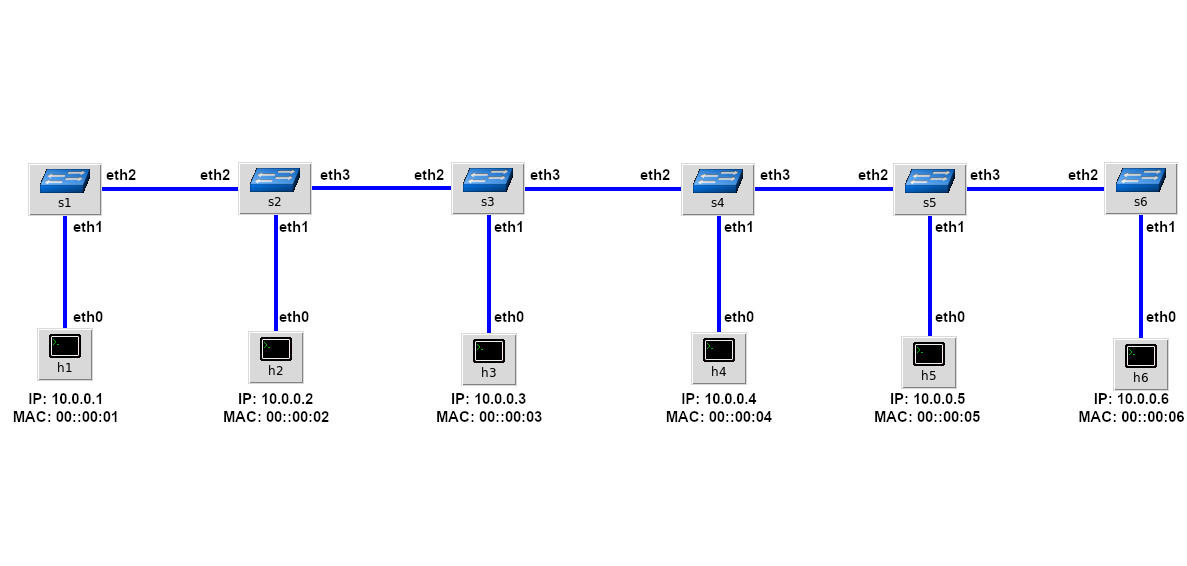 eth2 eth2 eth3 eth2 eth3 eth2 eth3 eth2 eth3 eth2
s1 s2 s3 s4 s5 s6
eth1 eth1 eth1 eth1 eth1 eth1
eth0 eth0 eth0 eth0 eth0 eth0
h1 h2 h3 h4 h5 h6
IP: 10.0.0.1 IP: 10.0.0.2 IP: 10.0.0.3 IP: 10.0.0.4 IP: 10.0.0.5 IP: 10.0.0.6
MAC: 00::00:01 MAC: 00::00:02 MAC: 00::00:03 MAC: 00::00:04 MAC: 00::00:05 MAC: 00::00:06